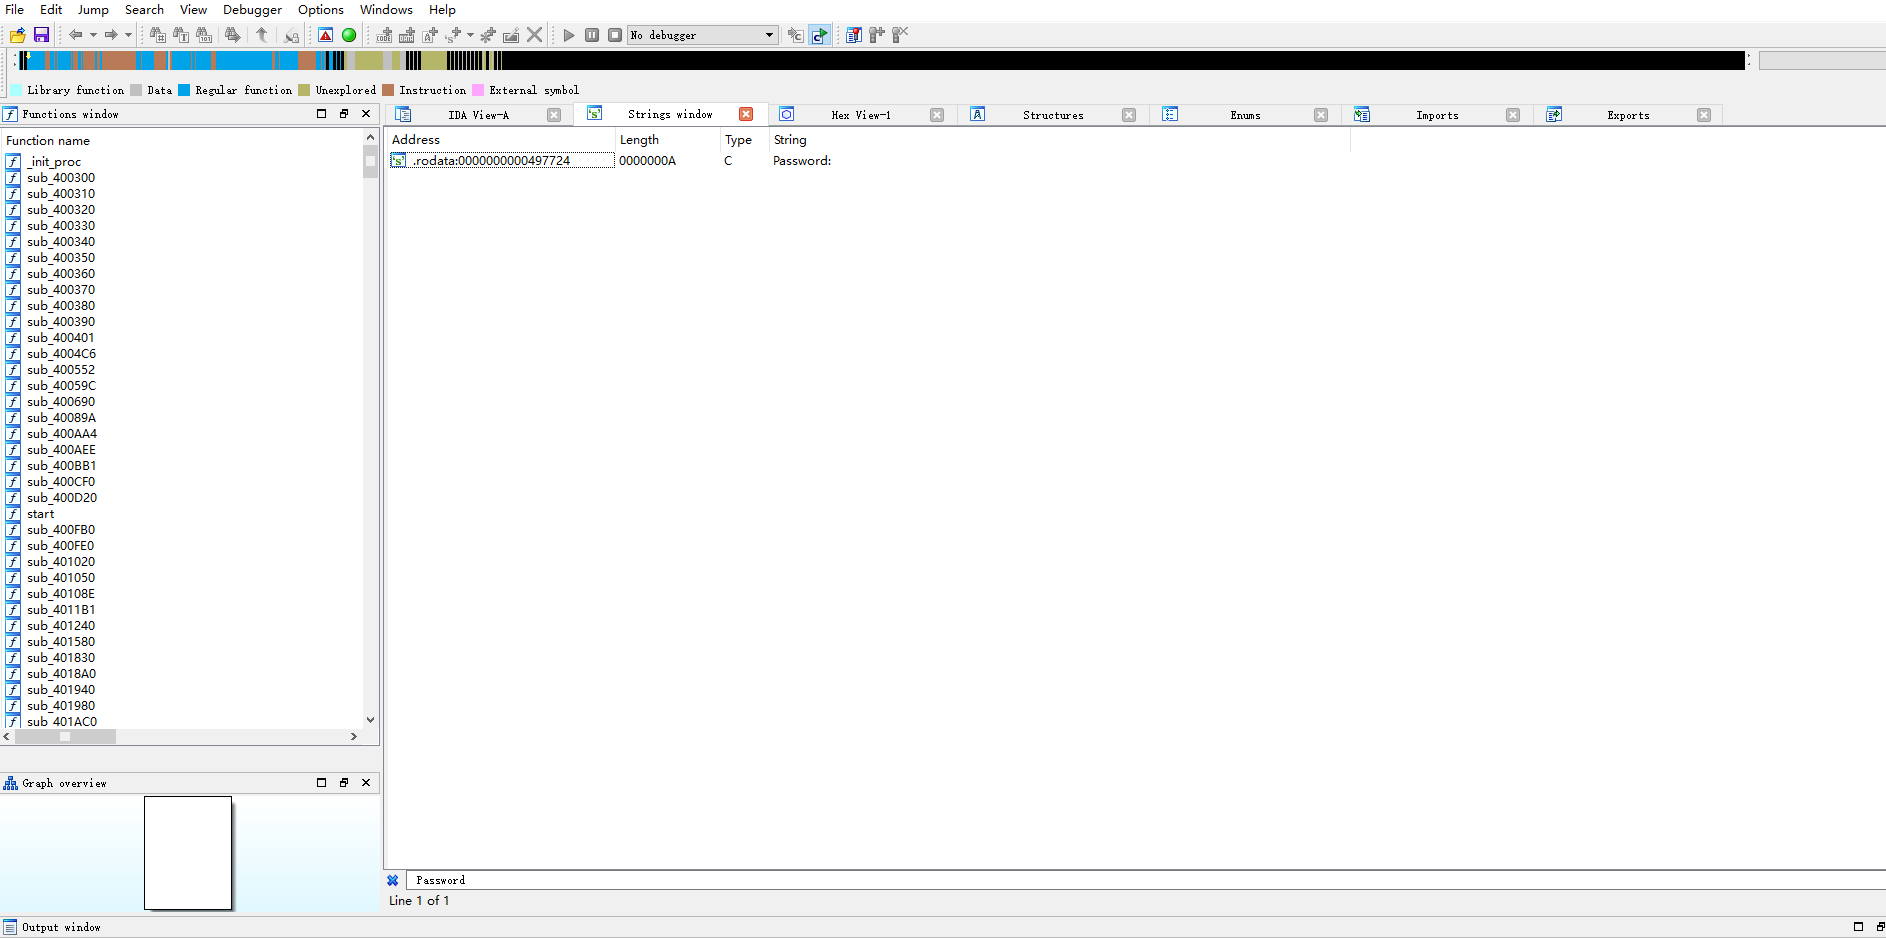 File Edit Jump Search View Debugger Options Windows Help
No debugger
Library function Data Regular function Unexplored Instruction External symbol
Functions window
IDA View-A Strings window Hex View-1 Structures Enums Imports Exports
Function name
_init_proc
sub_400300
sub_400310
sub_400320
sub_400330
sub_400340
sub_400350
sub_400360
sub_400370
sub_400380
sub_400390
sub_400401
sub_4004C6
sub_400552
sub_40059C
sub_400690
sub_40089A
sub_400AA4
sub_400AEE
sub_400BB1
sub_400CF0
sub_400D20
start
sub_400FB0
sub_400FE0
sub_401020
sub_401050
sub_40108E
sub_4011B1
sub_401240
sub_401580
sub_401830
sub_4018A0
sub_401940
sub_401980
sub_401AC0
Address Length Type String
.rodata:0000000000497724 0000000A C Password:
Graph overview
Password
Line 1 of 1
Output window